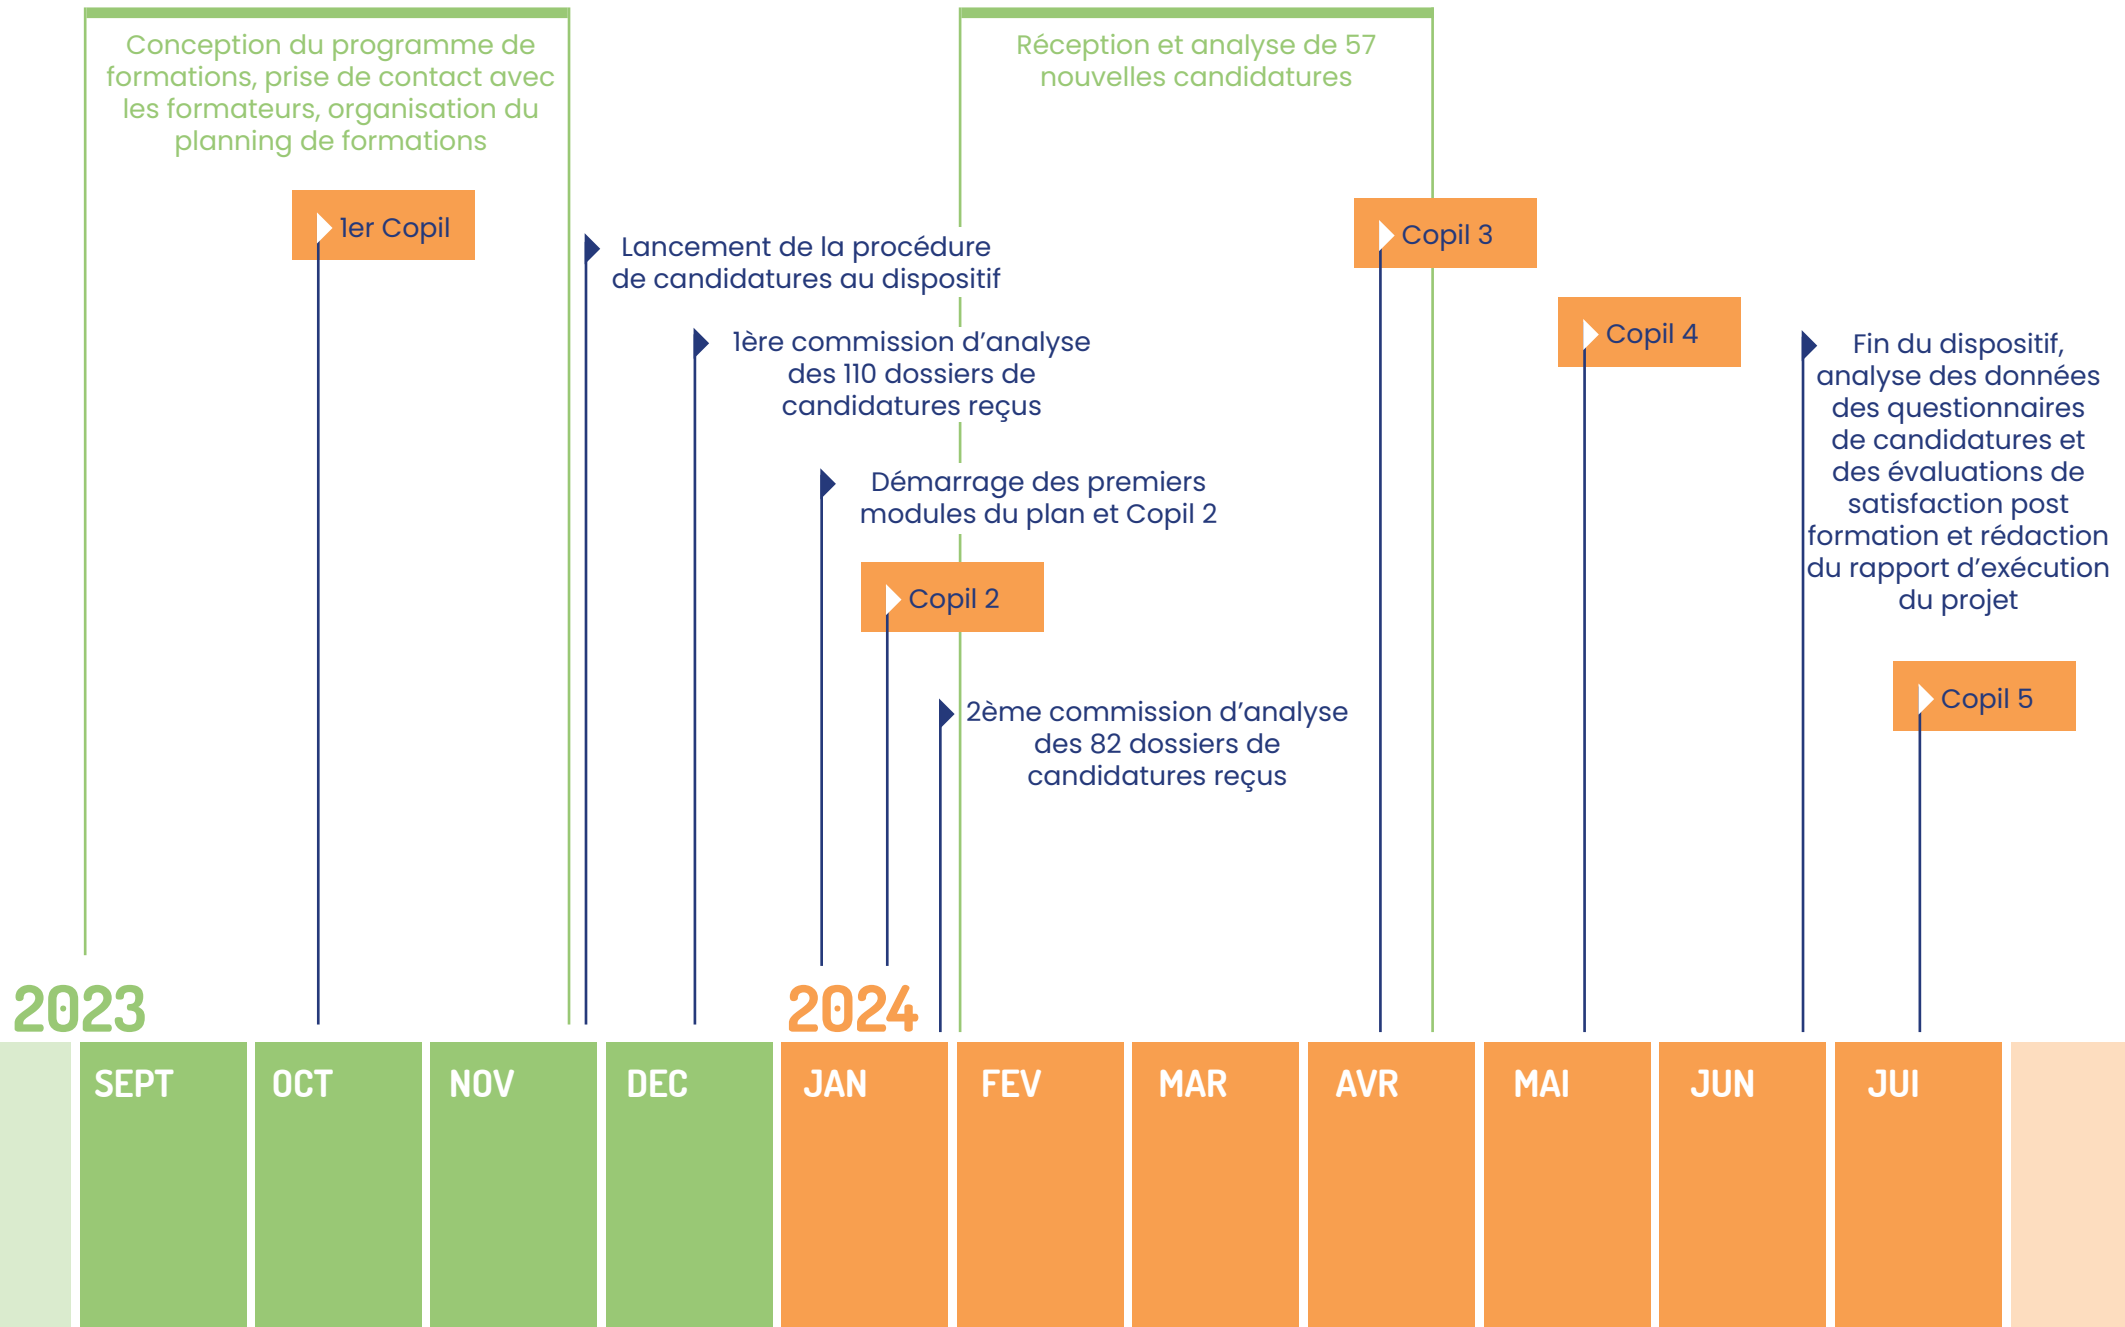 Conception du programme de
formations, prise de contact avec
les formateurs, organisation du
planning de formations
Réception et analyse de 57
nouvelles candidatures
1er Copil
Lancement de la procédure
de candidatures au dispositif
1ère commission d’analyse
des 110 dossiers de
candidatures reçus
Démarrage des premiers
modules du plan et Copil 2
Copil 2
2ème commission d’analyse
des 82 dossiers de
candidatures reçus
Copil 3
Copil 4
Fin du dispositif,
analyse des données
des questionnaires
de candidatures et
des évaluations de
satisfaction post
formation et rédaction
du rapport d’exécution
du projet
Copil 5
2023
2024
SEPT
OCT
NOV
DEC
JAN
FEV
MAR
AVR
MAI
JUN
JUI